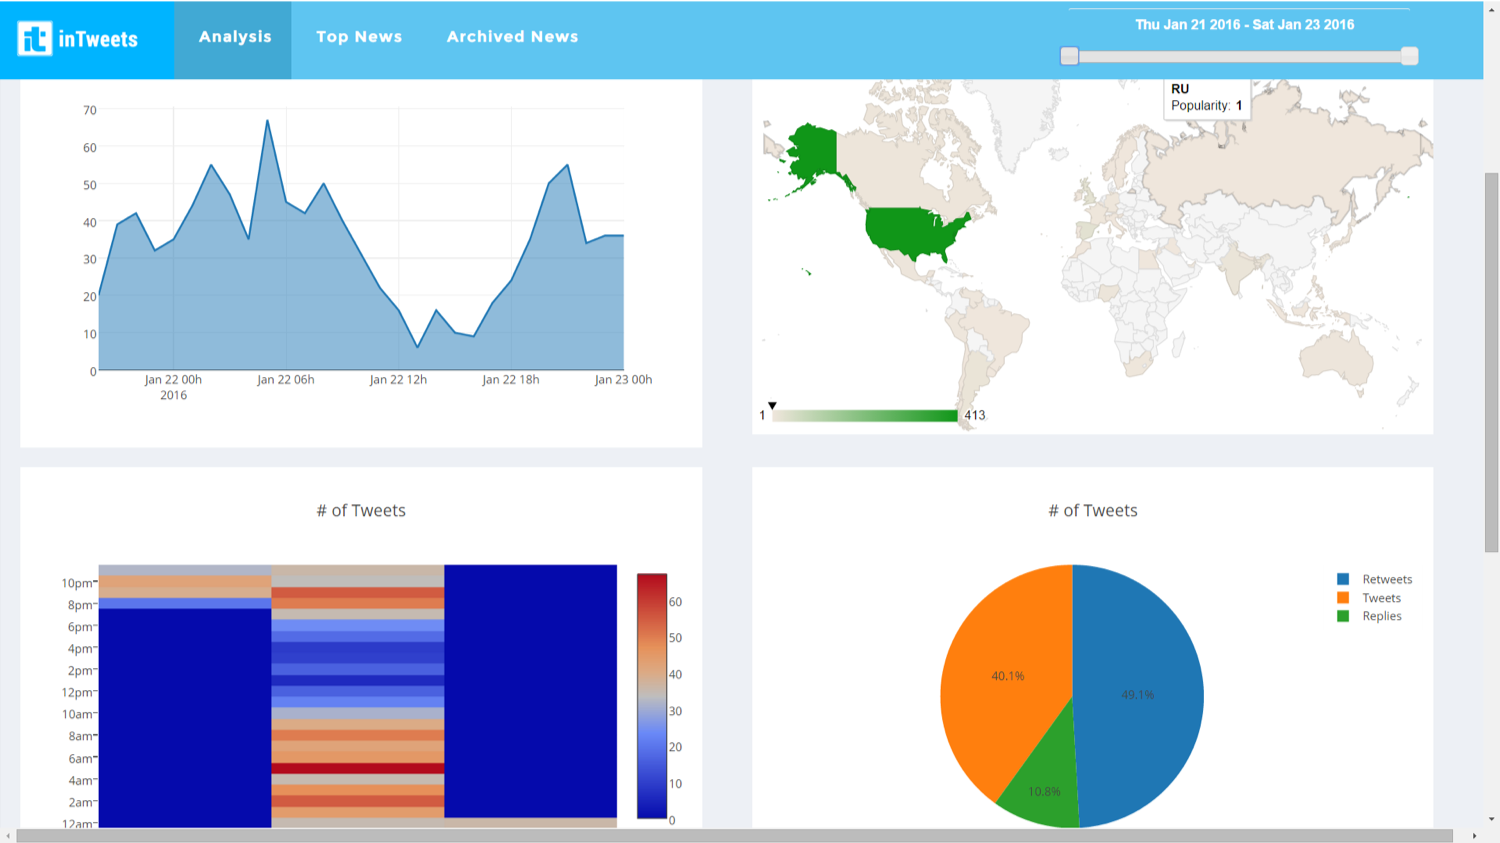 inTweets
Analysis
Top News
Archived News
Thu Jan 21 2016 - Sat Jan 23 2016
70
60
50
40
30
20
10
0
Jan 22 00h
2016
Jan 22 06h
Jan 22 12h
Jan 22 18h
Jan 23 00h
RU
Popularity: 1
1
413
# of Tweets
10pm
8pm
6pm
4pm
2pm
12pm
10am
8am
6am
4am
2am
12am
60
50
40
30
20
10
0
# of Tweets
40.1%
49.1%
10.8%
Retweets
Tweets
Replies